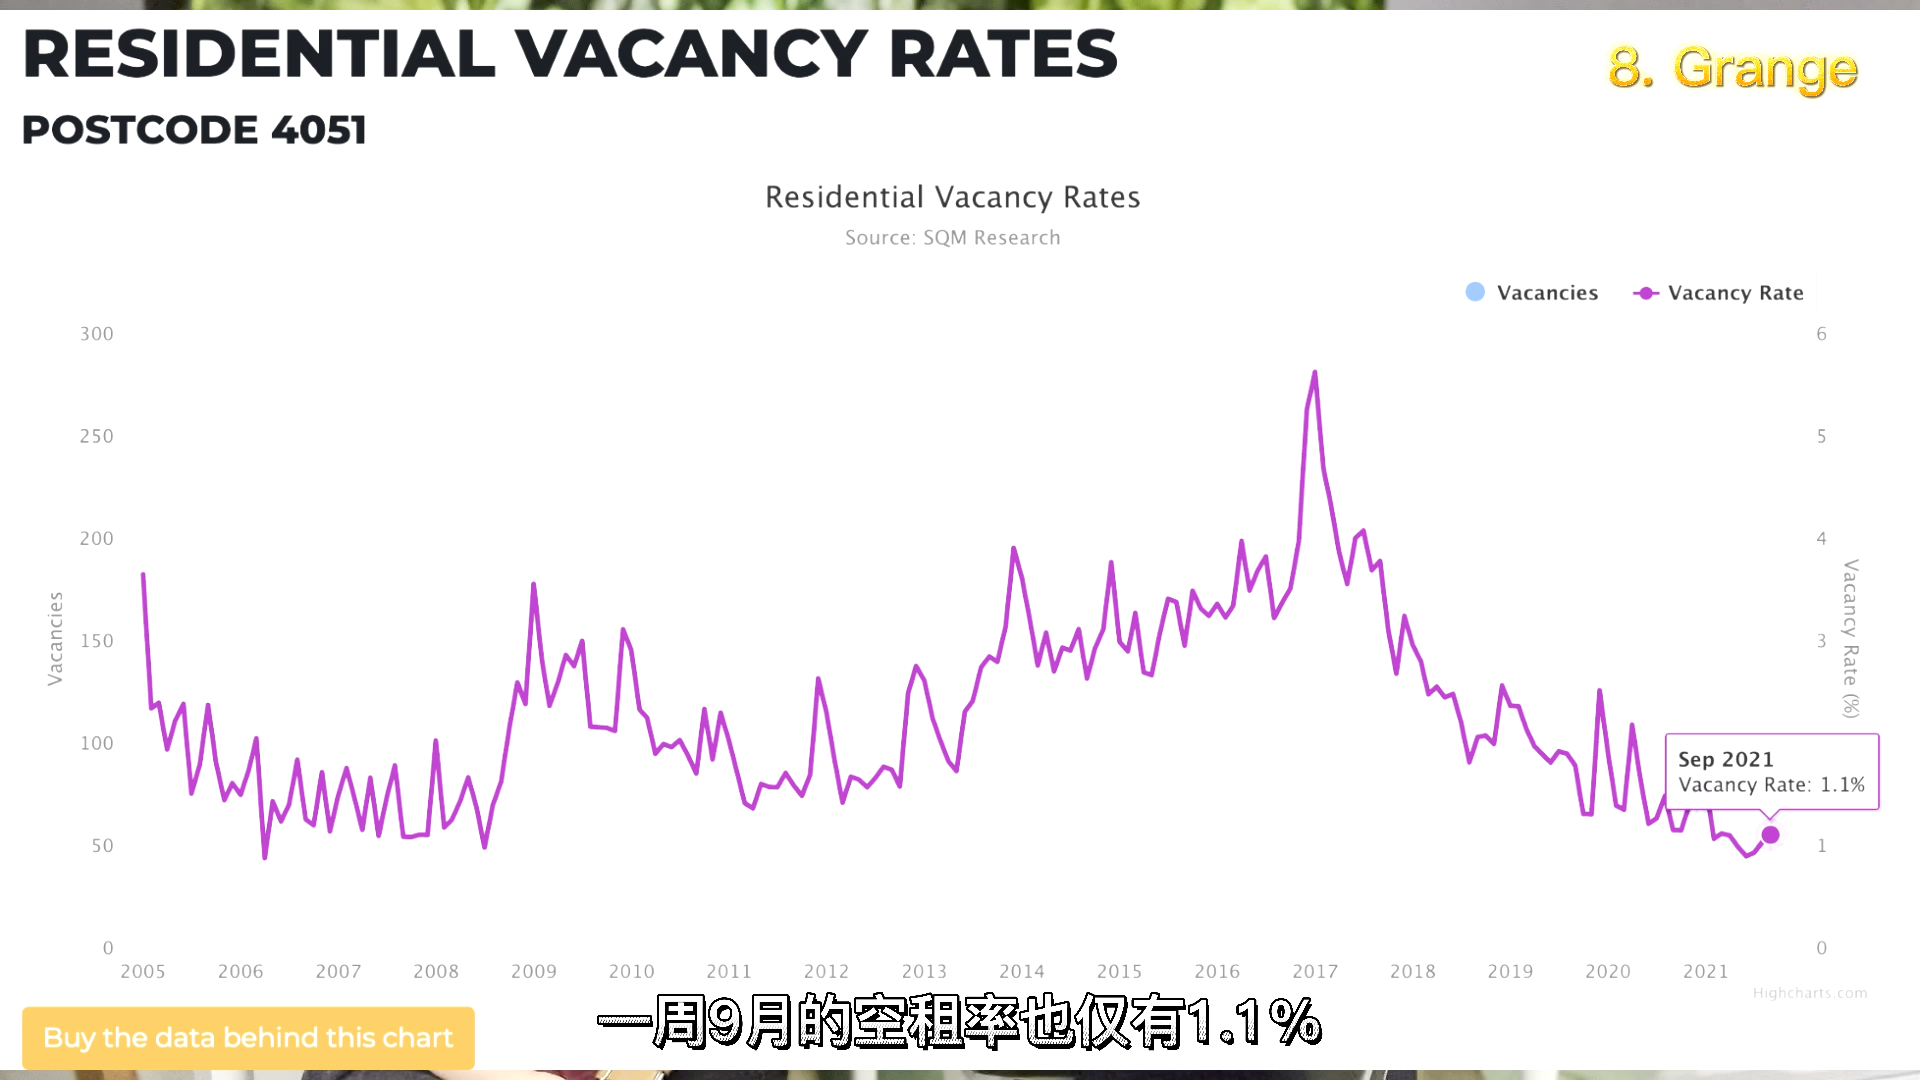 RESIDENTIAL VACANCY RATES
8. Grange
POSTCODE 4051
Residential Vacancy Rates
Source: SQM Research
Vacancies
Vacancy Rate
300
250
200
150
100
50
0
Vacancies
6
5
4
3
1
0
Vacancy Rate (%)
Sep 2021
Vacancy Rate: 1.1%
2005 2006 2007 2008 2009 2010 2011 2012 2013 2014 2015 2016 2017 2018 2019 2020 2021
Highcharts.com
Buy the data behind this chart
一周9月的空租率也仅有1.1%